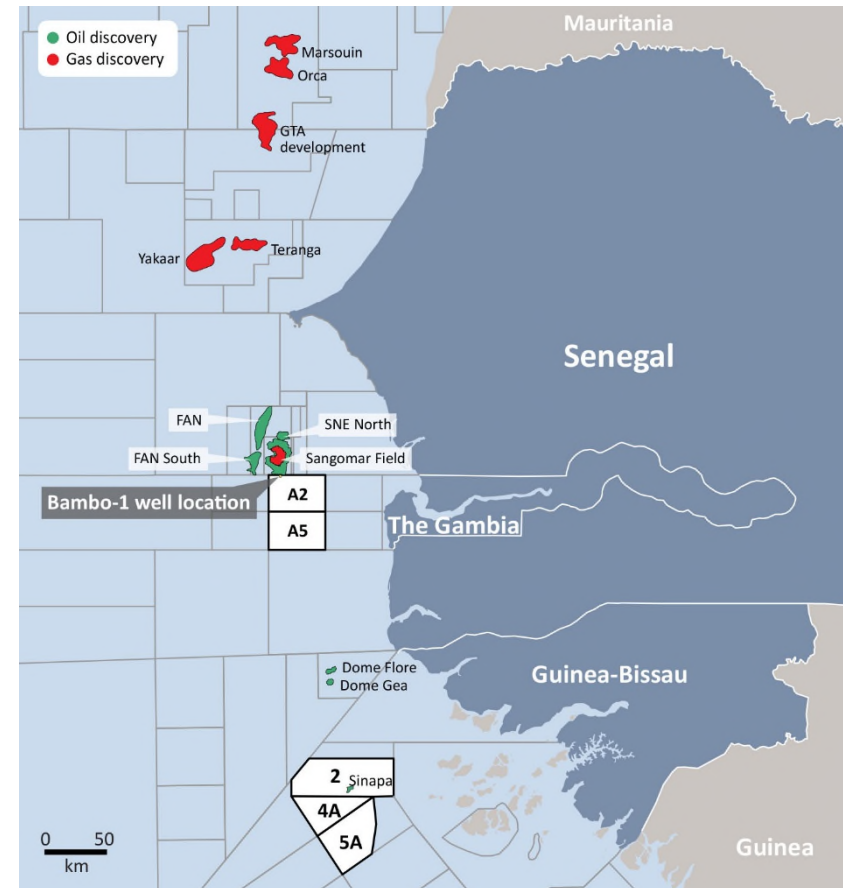 Oil discovery
Gas discovery
Mauritania
Marsouin
Orca
GTA
development
Yakaar
Teranga
Senegal
FAN
SNE North
FAN South
Sangomar Field
Bambo-1 well location
A2
A5
The Gambia
Dome Flore
Dome Gea
Guinea-Bissau
2
Sinapa
4A
5A
0 50
km
Guinea